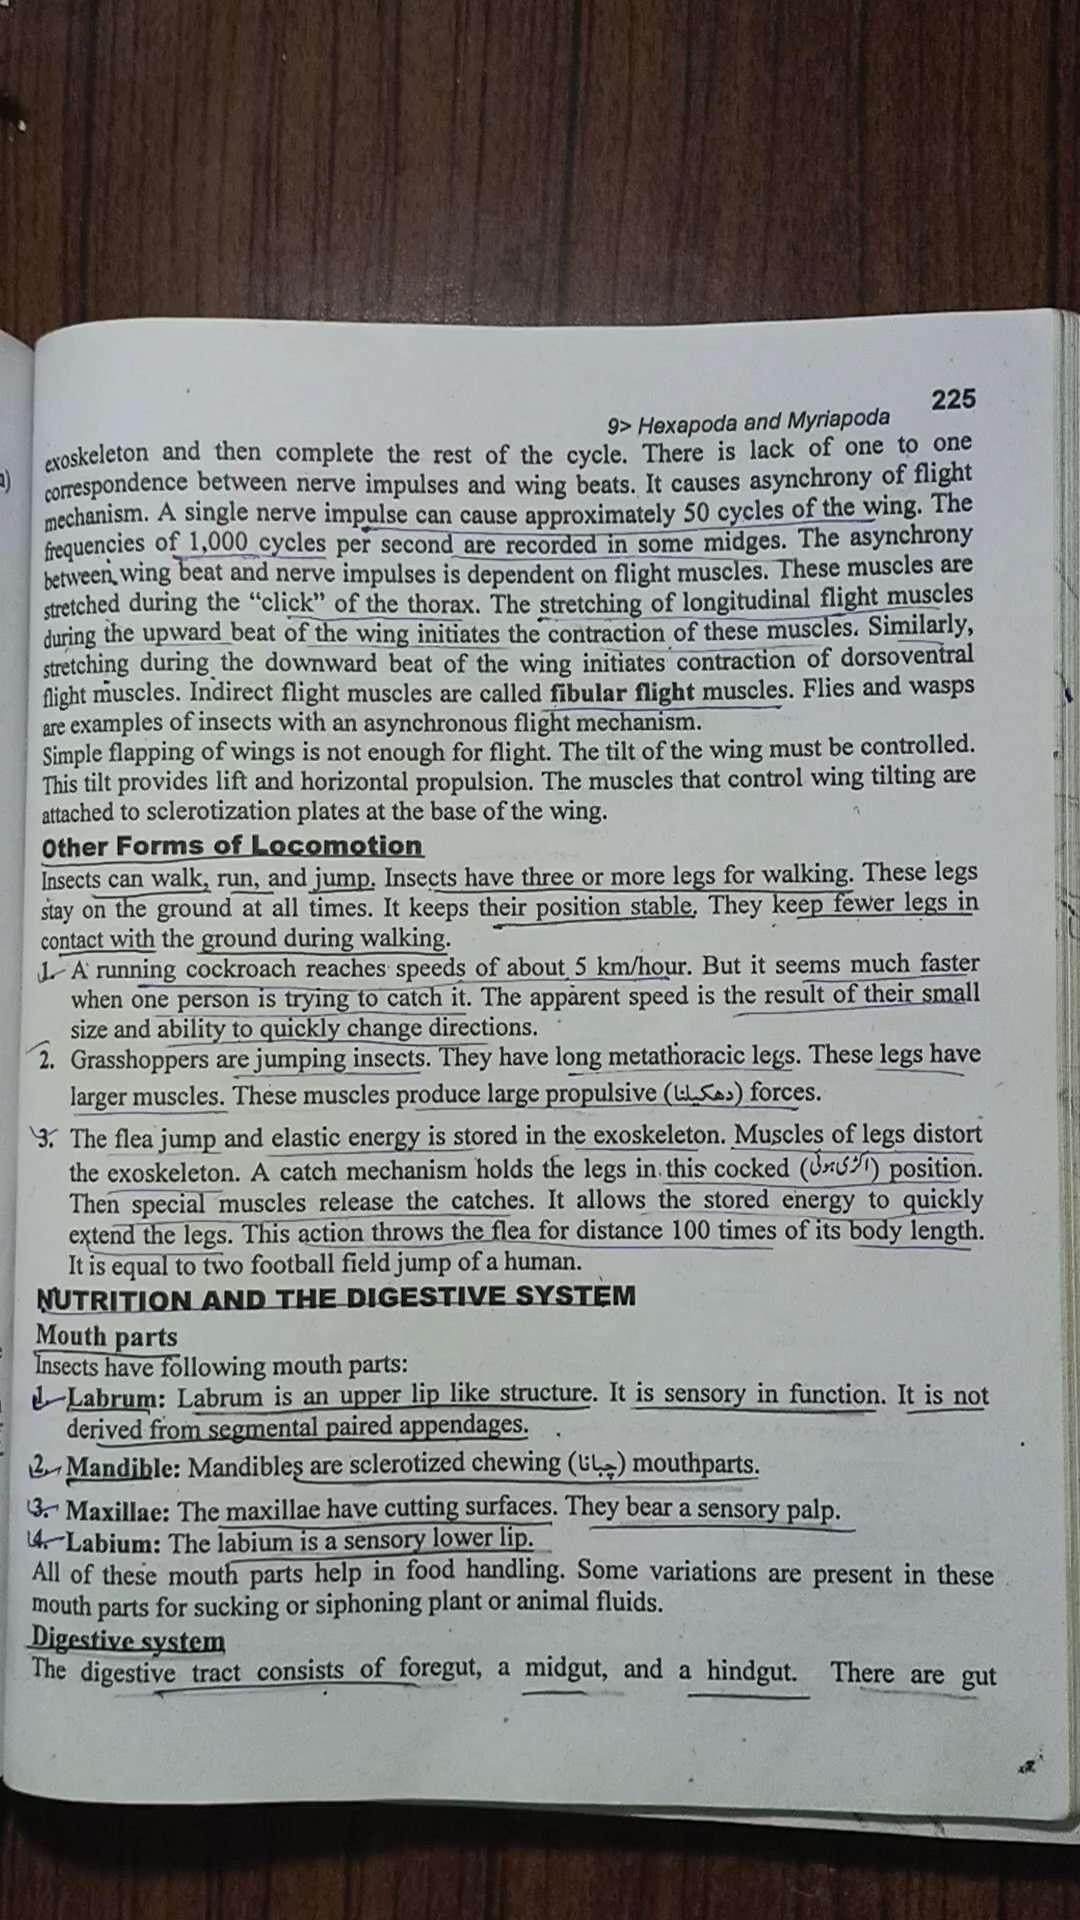 225
9> Hexapoda and Myriapoda
exoskeleton and then complete the rest of the cycle. There is lack of one to one
correspondence between nerve impulses and wing beats. It causes asynchrony of flight
mechanism. A single nerve impulse can cause approximately 50 cycles of the wing. The
frequencies of 1,000 cycles per second are recorded in some midges. The asynchrony
between wing beat and nerve impulses is dependent on flight muscles. These muscles are
stretched during the “click” of the thorax. The stretching of longitudinal flight muscles
during the upward beat of the wing initiates the contraction of these muscles. Similarly,
stretching during the downward beat of the wing initiates contraction of dorsoventral
flight muscles. Indirect flight muscles are called fibular flight muscles. Flies and wasps
are examples of insects with an asynchronous flight mechanism.
Simple flapping of wings is not enough for flight. The tilt of the wing must be controlled.
This tilt provides lift and horizontal propulsion. The muscles that control wing tilting are
attached to sclerotization plates at the base of the wing.
Other Forms of Locomotion
Insects can walk, run, and jump. Insects have three or more legs for walking. These legs
stay on the ground at all times. It keeps their position stable. They keep fewer legs in
contact with the ground during walking.
1. A running cockroach reaches speeds of about 5 km/hour. But it seems much faster
when one person is trying to catch it. The apparent speed is the result of their small
size and ability to quickly change directions.
2. Grasshoppers are jumping insects. They have long metathoracic legs. These legs have
larger muscles. These muscles produce large propulsive (دھکیلنا) forces.
3. The flea jump and elastic energy is stored in the exoskeleton. Muscles of legs distort
the exoskeleton. A catch mechanism holds the legs in this cocked position.
Then special muscles release the catches. It allows the stored energy to quickly
extend the legs. This action throws the flea for distance 100 times of its body length.
It is equal to two football field jump of a human.
NUTRITION AND THE DIGESTIVE SYSTEM
Mouth parts
Insects have following mouth parts:
1. Labrum: Labrum is an upper lip like structure. It is sensory in function. It is not
derived from segmental paired appendages.
2. Mandible: Mandibles are sclerotized chewing (چبانا) mouthparts.
3. Maxillae: The maxillae have cutting surfaces. They bear a sensory palp.
4. Labium: The labium is a sensory lower lip.
All of these mouth parts help in food handling. Some variations are present in these
mouth parts for sucking or siphoning plant or animal fluids.
Digestive system
The digestive tract consists of foregut, a midgut, and a hindgut. There are gut